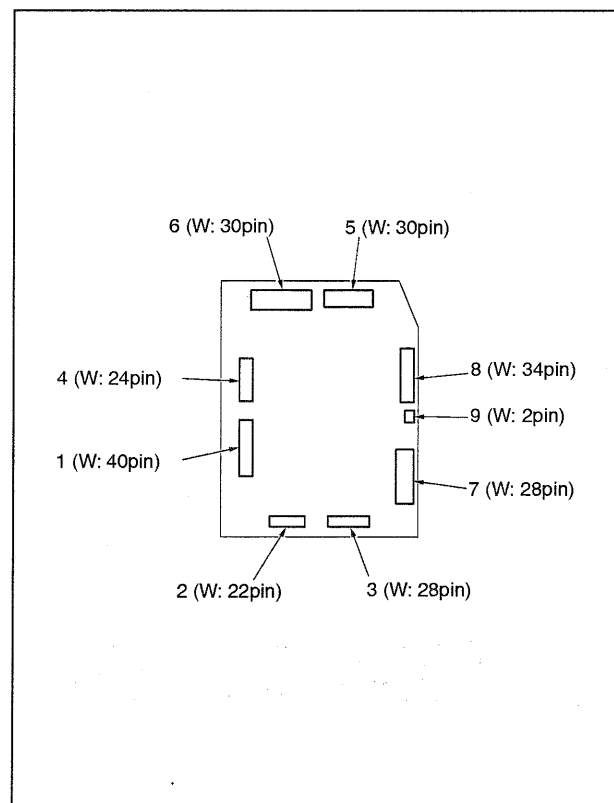 6 (W: 30pin)
5 (W: 30pin)
4 (W: 24pin)
8 (W: 34pin)
9 (W: 2pin)
1 (W: 40pin)
7 (W: 28pin)
2 (W: 22pin)
3 (W: 28pin)